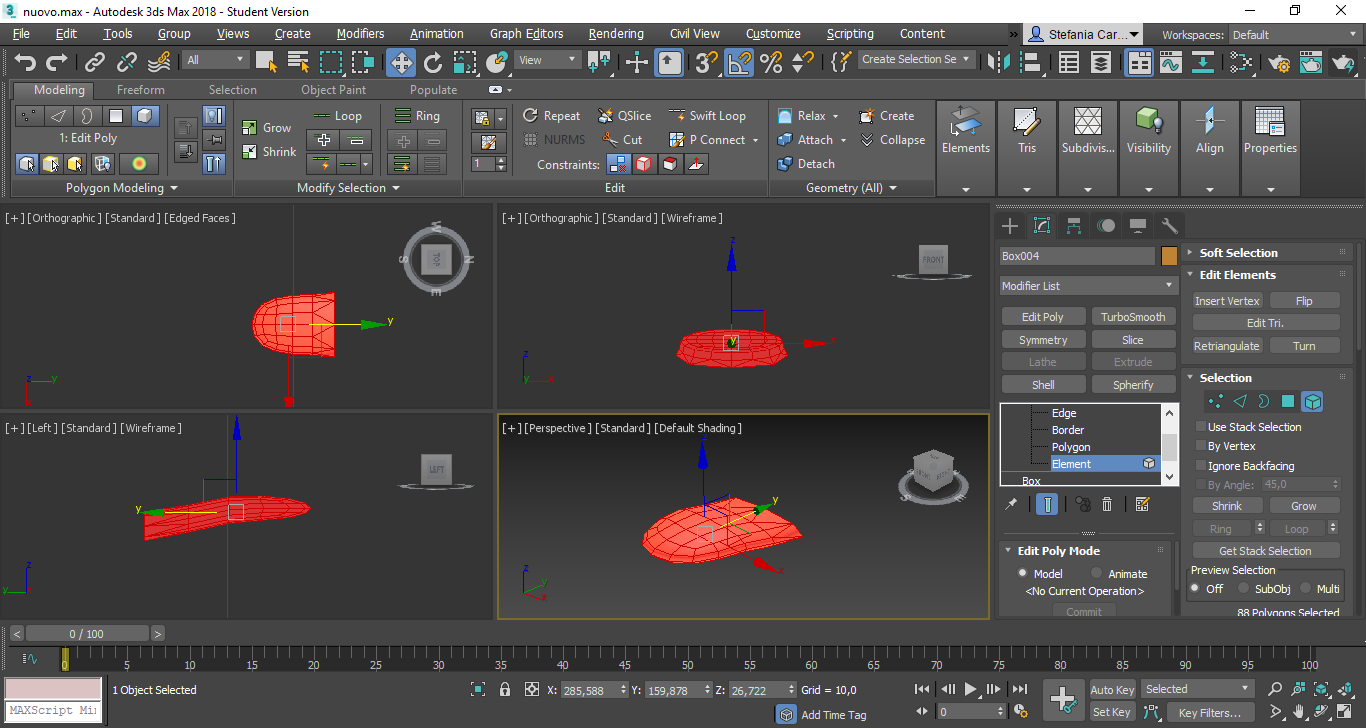 nuovo.max - Autodesk 3ds Max 2018 - Student Version
File Edit Tools Group Views Create Modifiers Animation Graph Editors Rendering Civil View Customize Scripting Content » Stefania Car... Workspaces: Default
All View Create Selection Se
Modeling Freeform Selection Object Paint Populate
Loop Ring Repeat QSlice Swift Loop Relax Create
1: Edit Poly Grow NURMS Cut P Connect Attach Collapse Elements Tris Subdivis... Visibility Align Properties
Shrink 1 Constraints: Detach
Polygon Modeling Modify Selection Edit Geometry (All)
[+] [Orthographic] [Standard] [Edged Faces]
W
S TOP N
E
y
z y
x
[+] [Orthographic] [Standard] [Wireframe]
FRONT
z
y x
z
y x
[+] [Left] [Standard] [Wireframe]
LEFT
y
z
y
[+] [Perspective] [Standard] [Default Shading]
S E
z
y
x
z
y
x
Box004
Modifier List
Edit Poly TurboSmooth
Symmetry Slice
Lathe Extrude
Shell Spherify
Edge
Border
Polygon
Element
Box
Edit Poly Mode
Model Animate
<No Current Operation>
Commit
Soft Selection
Edit Elements
Insert Vertex Flip
Edit Tri.
Retriangulate Turn
Selection
Use Stack Selection
By Vertex
Ignore Backfacing
By Angle: 45,0
Shrink Grow
Ring Loop
Get Stack Selection
Preview Selection
Off SubObj Multi
88 Polygons Selected
< 0 / 100 >
0 5 10 15 20 25 30 35 40 45 50 55 60 65 70 75 80 85 90 95 100
1 Object Selected X: 285,588 Y: 159,878 Z: 26,722 Grid = 10,0 Auto Key Selected
MAXScript Mi Add Time Tag 0 Set Key Key Filters...